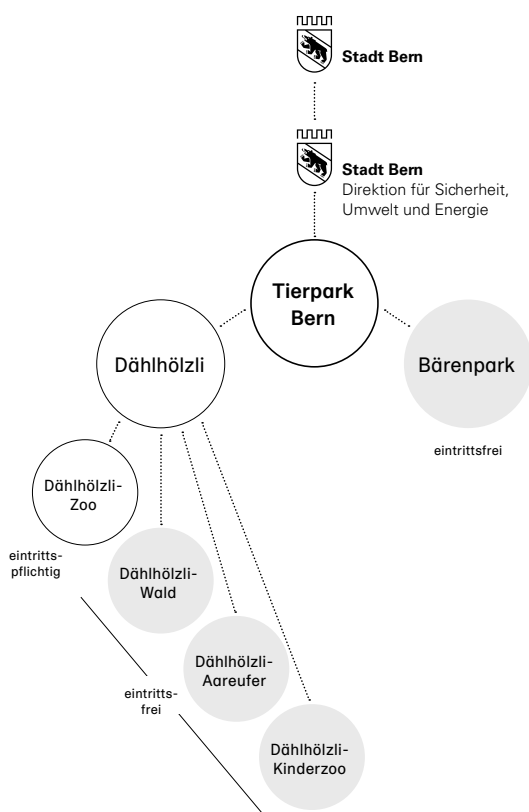 Stadt Bern
Stadt Bern
Direktion für Sicherheit,
Umwelt und Energie
Tierpark
Bern
Dählhölzli
Bärenpark
eintrittsfrei
Dählhölzli-
Zoo
eintritts-
pflichtig
Dählhölzli-
Wald
Dählhölzli-
Aareufer
eintritts-
frei
Dählhölzli-
Kinderzoo